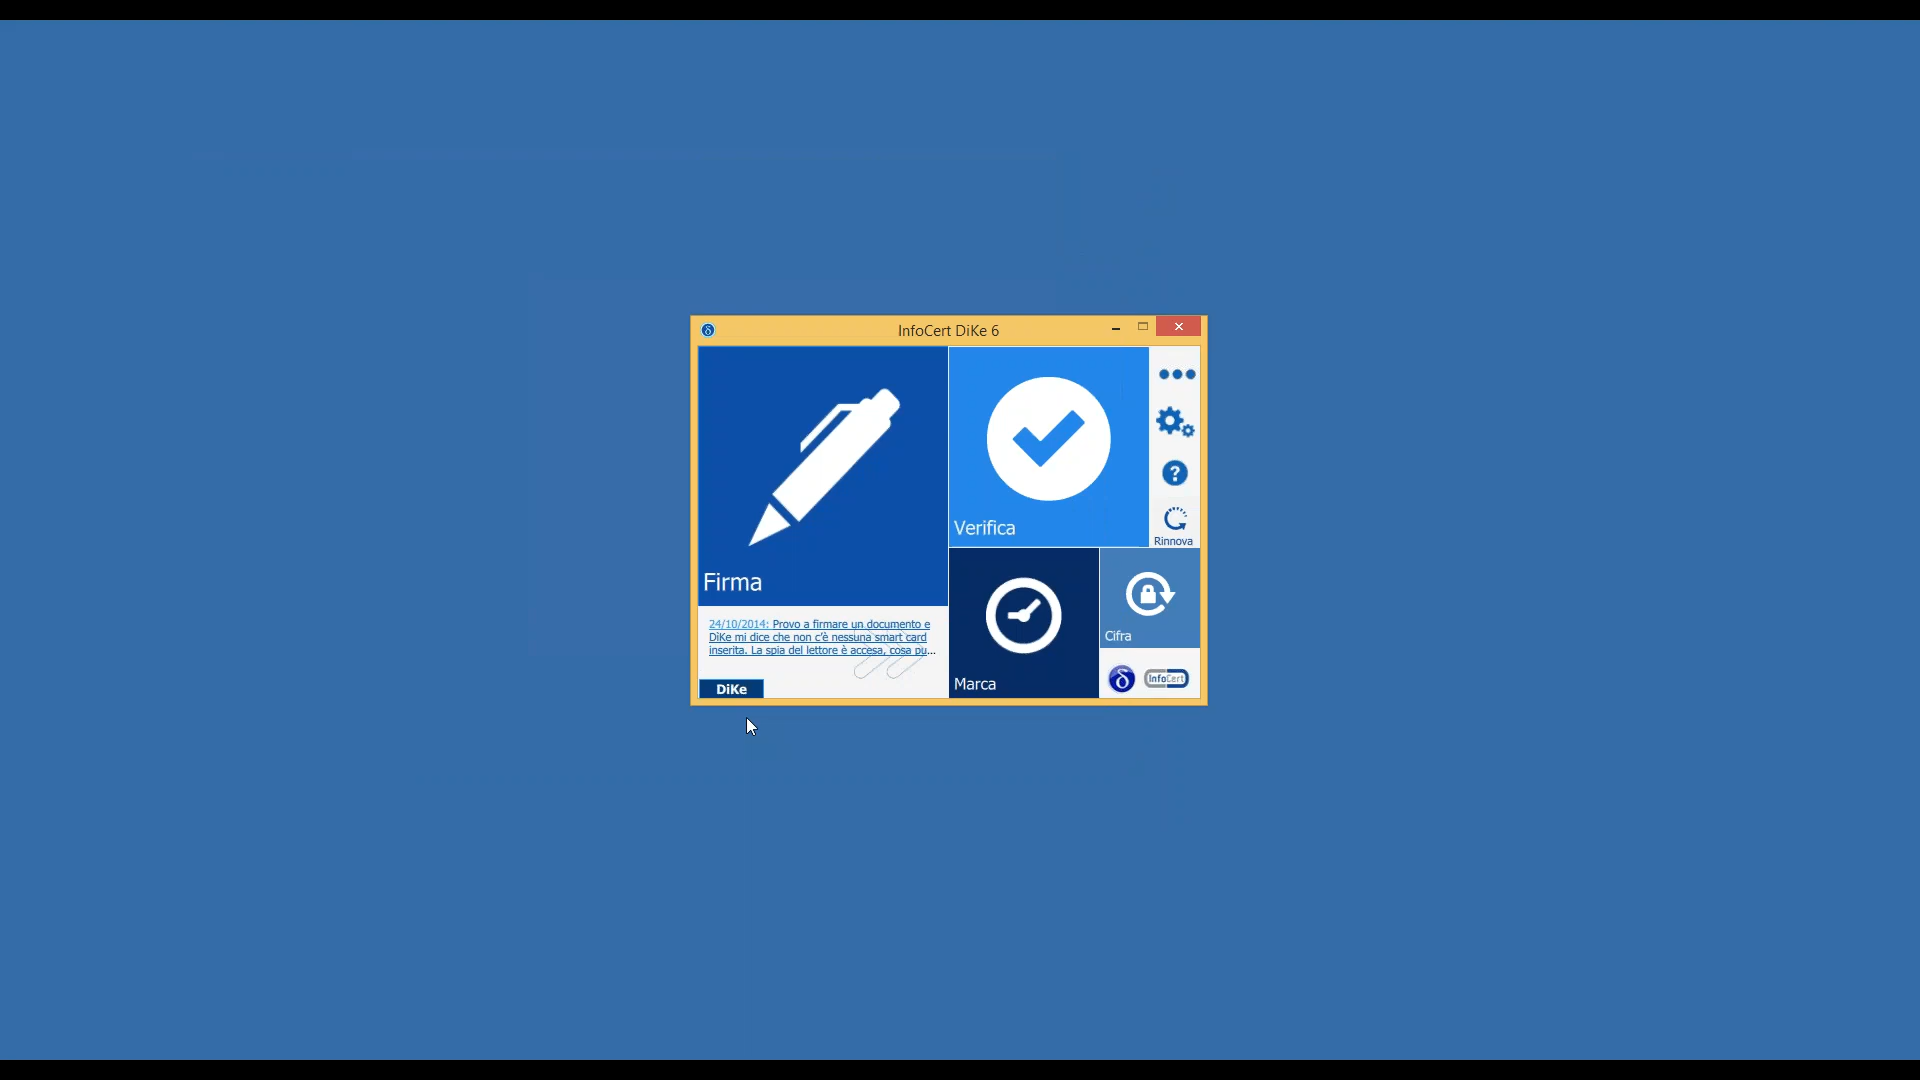 InfoCert DiKe 6
Firma
Verifica
Rinnova
Marca
Cifra
24/10/2014: Provo a firmare un documento e
DiKe mi dice che non c'è nessuna smart card
inserita. La spia del lettore è accesa, cosa pu...
DiKe
δ InfoCert